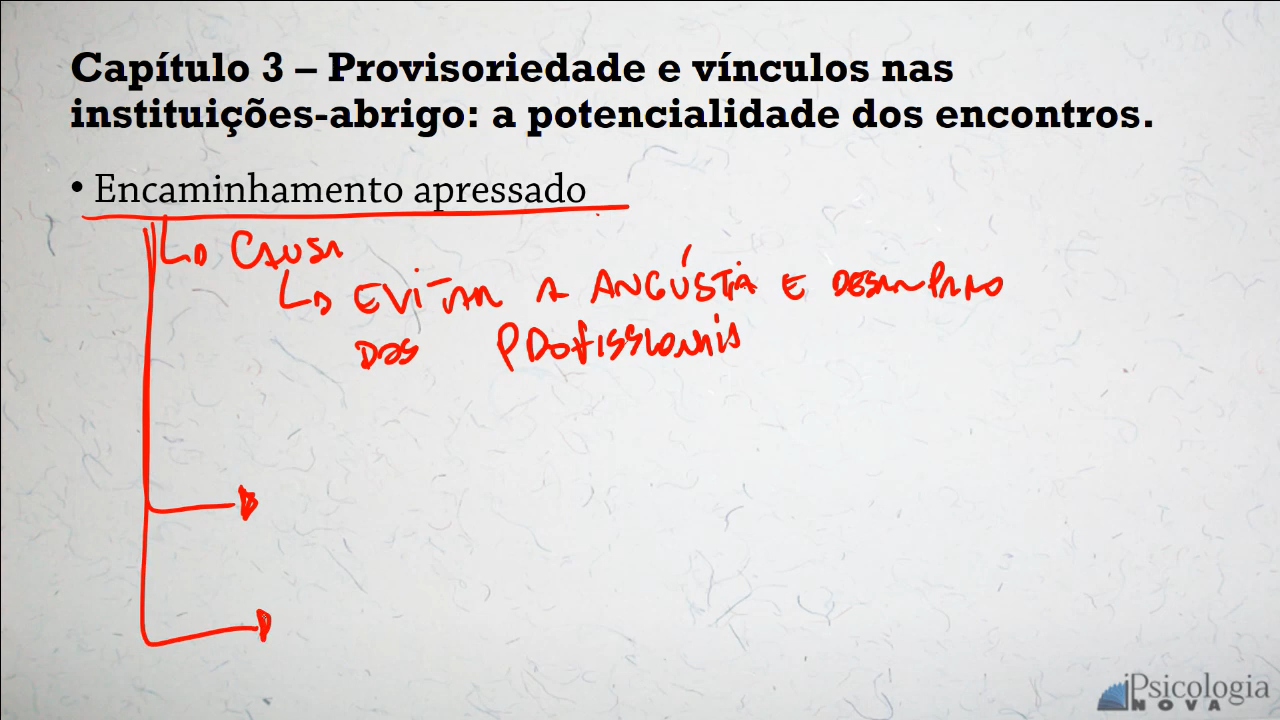 Capítulo 3 – Provisoriedade e vínculos nas
instituições-abrigo: a potencialidade dos encontros.
• Encaminhamento apressado
CAUSA
EVITAR A ANGÚSTIA E DESAMPARO
DOS PROFISSIONAIS
Psicologia
NOVA